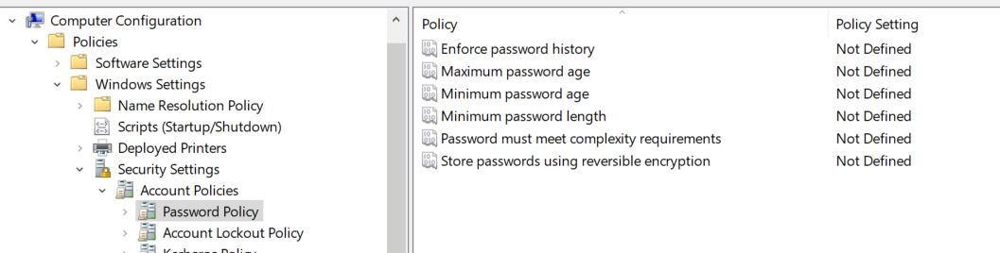 Computer Configuration
Policies
Software Settings
Windows Settings
Name Resolution Policy
Scripts (Startup/Shutdown)
Deployed Printers
Security Settings
Account Policies
Password Policy
Account Lockout Policy
Kerberos Policy
Policy Policy Setting
Enforce password history Not Defined
Maximum password age Not Defined
Minimum password age Not Defined
Minimum password length Not Defined
Password must meet complexity requirements Not Defined
Store passwords using reversible encryption Not Defined